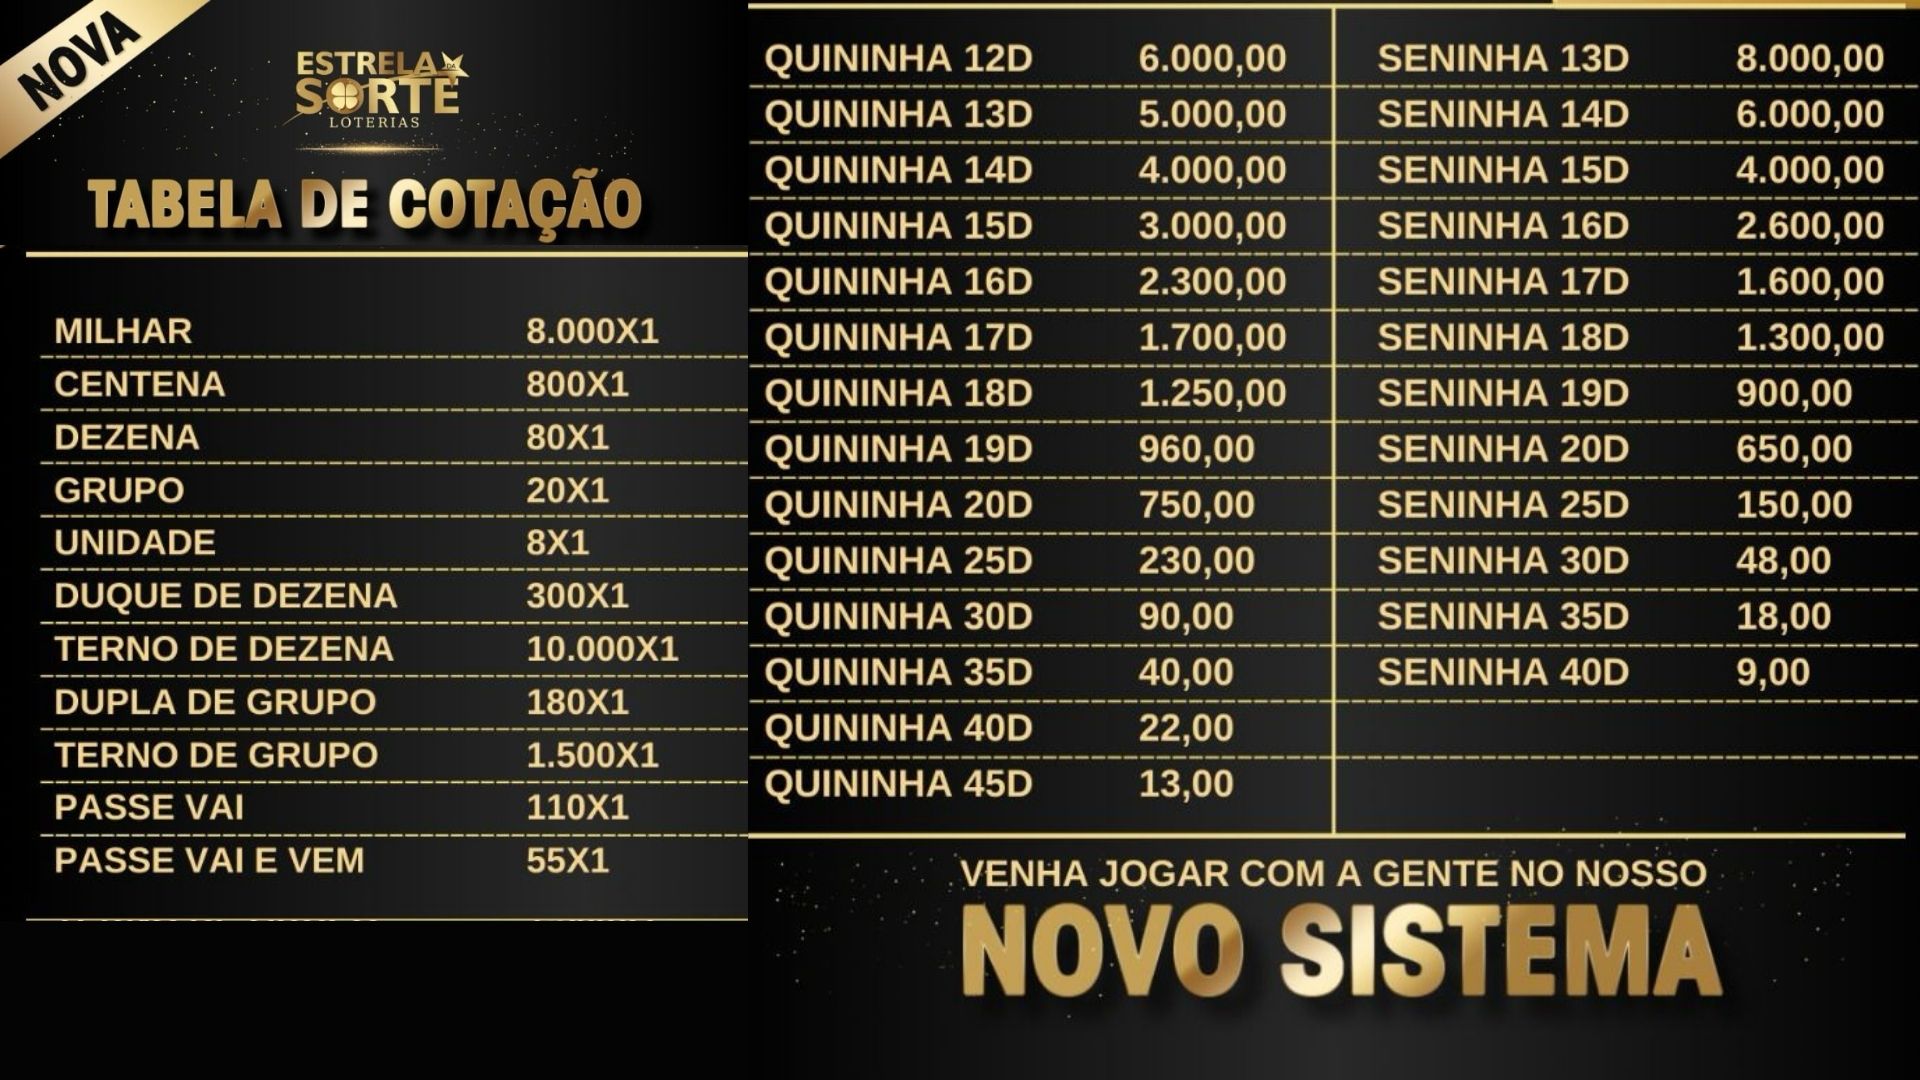 NOVA
ESTRELA DA
SORTE
LOTERIAS
TABELA DE COTAÇÃO
MILHAR 8.000X1
CENTENA 800X1
DEZENA 80X1
GRUPO 20X1
UNIDADE 8X1
DUQUE DE DEZENA 300X1
TERNO DE DEZENA 10.000X1
DUPLA DE GRUPO 180X1
TERNO DE GRUPO 1.500X1
PASSE VAI 110X1
PASSE VAI E VEM 55X1
QUININHA 12D 6.000,00 SENINHA 13D 8.000,00
QUININHA 13D 5.000,00 SENINHA 14D 6.000,00
QUININHA 14D 4.000,00 SENINHA 15D 4.000,00
QUININHA 15D 3.000,00 SENINHA 16D 2.600,00
QUININHA 16D 2.300,00 SENINHA 17D 1.600,00
QUININHA 17D 1.700,00 SENINHA 18D 1.300,00
QUININHA 18D 1.250,00 SENINHA 19D 900,00
QUININHA 19D 960,00 SENINHA 20D 650,00
QUININHA 20D 750,00 SENINHA 25D 150,00
QUININHA 25D 230,00 SENINHA 30D 48,00
QUININHA 30D 90,00 SENINHA 35D 18,00
QUININHA 35D 40,00 SENINHA 40D 9,00
QUININHA 40D 22,00
QUININHA 45D 13,00
VENHA JOGAR COM A GENTE NO NOSSO
NOVO SISTEMA